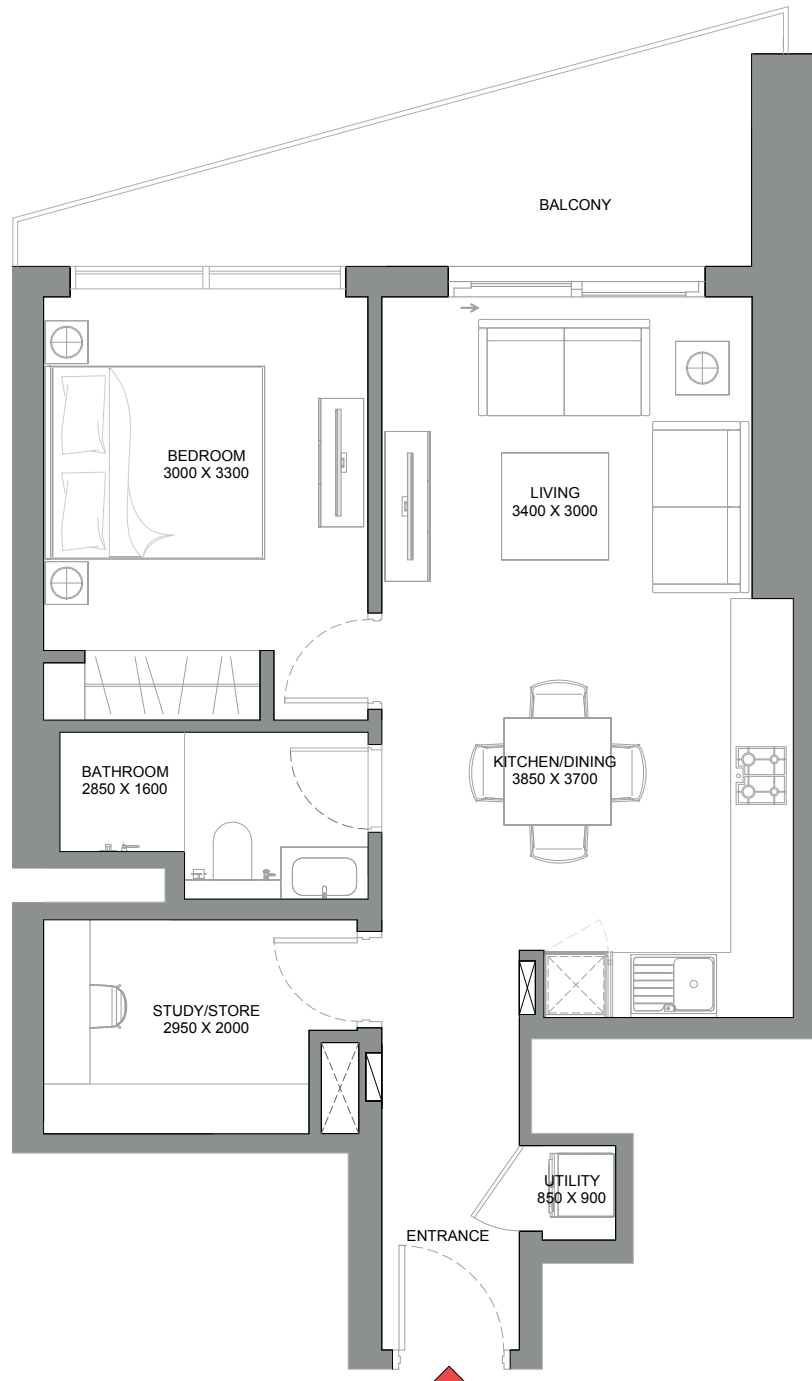 BALCONY
BEDROOM
3000 X 3300
LIVING
3400 X 3000
BATHROOM
2850 X 1600
KITCHEN/DINING
3850 X 3700
STUDY/STORE
2950 X 2000
UTILITY
850 X 900
ENTRANCE